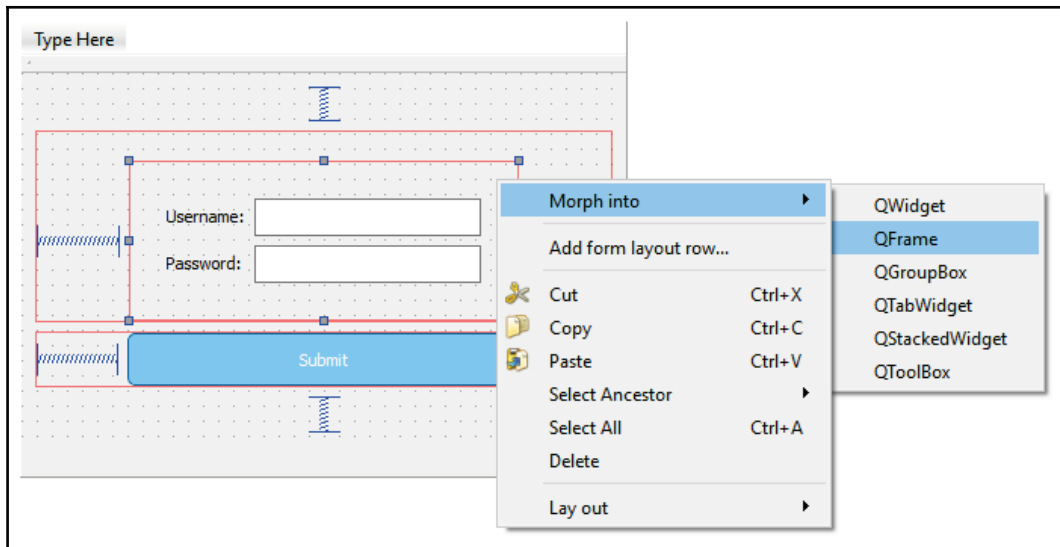 Type Here
Username:
Password:
Submit
Morph into
Add form layout row...
Cut Ctrl+X
Copy Ctrl+C
Paste Ctrl+V
Select Ancestor
Select All Ctrl+A
Delete
Lay out
QWidget
QFrame
QGroupBox
QTabWidget
QStackedWidget
QToolBox